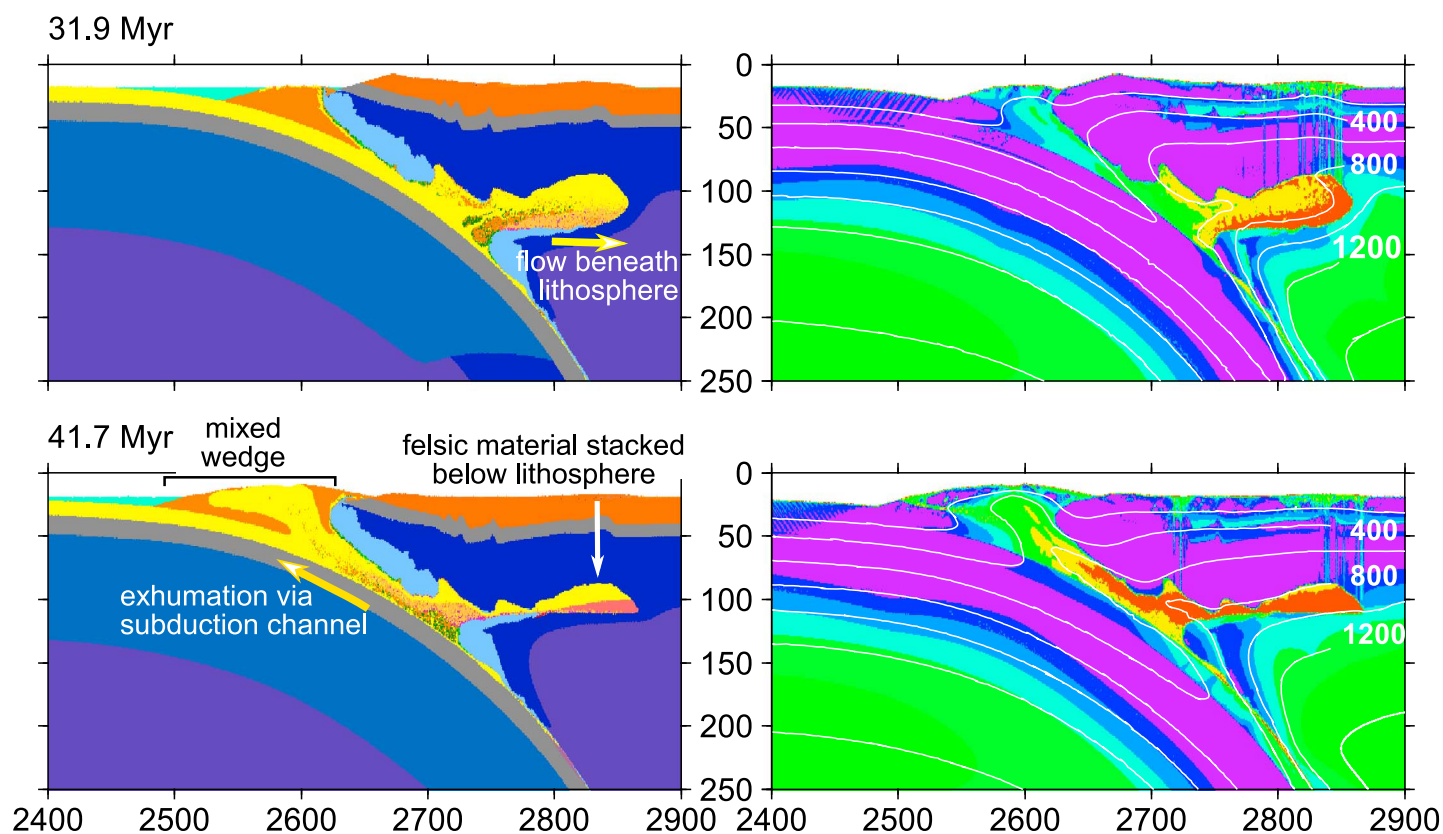 31.9 Myr
0
50
100
150
200
250
400
800
1200
flow beneath
lithosphere
41.7 Myr
mixed
wedge
felsic material stacked
below lithosphere
exhumation via
subduction channel
0
50
100
150
200
250
400
800
1200
2400 2500 2600 2700 2800 2900
2400 2500 2600 2700 2800 2900